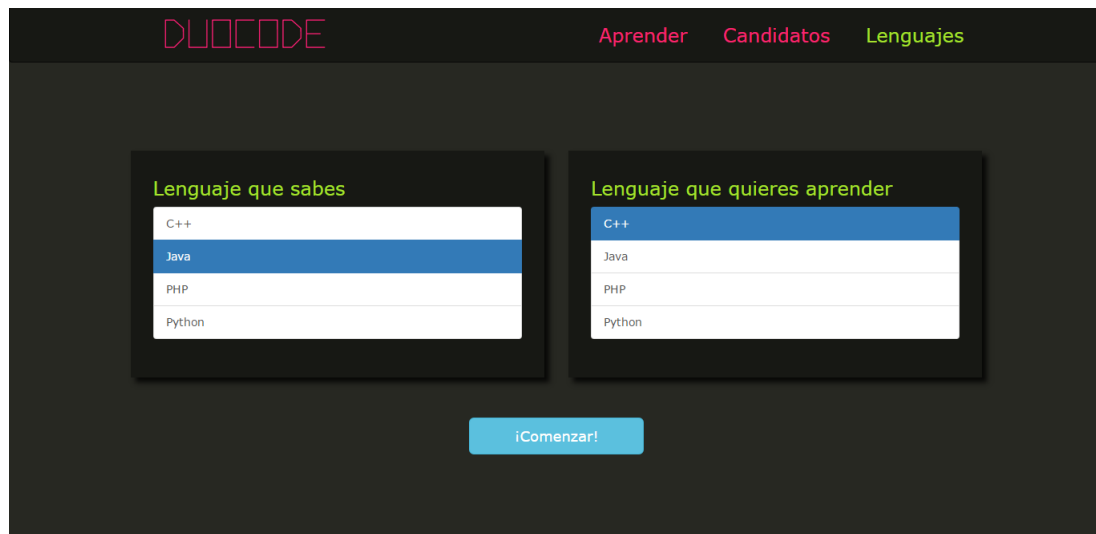 DUOCODE
Aprender Candidatos Lenguajes
Lenguaje que sabes
C++
Java
PHP
Python
Lenguaje que quieres aprender
C++
Java
PHP
Python
¡Comenzar!